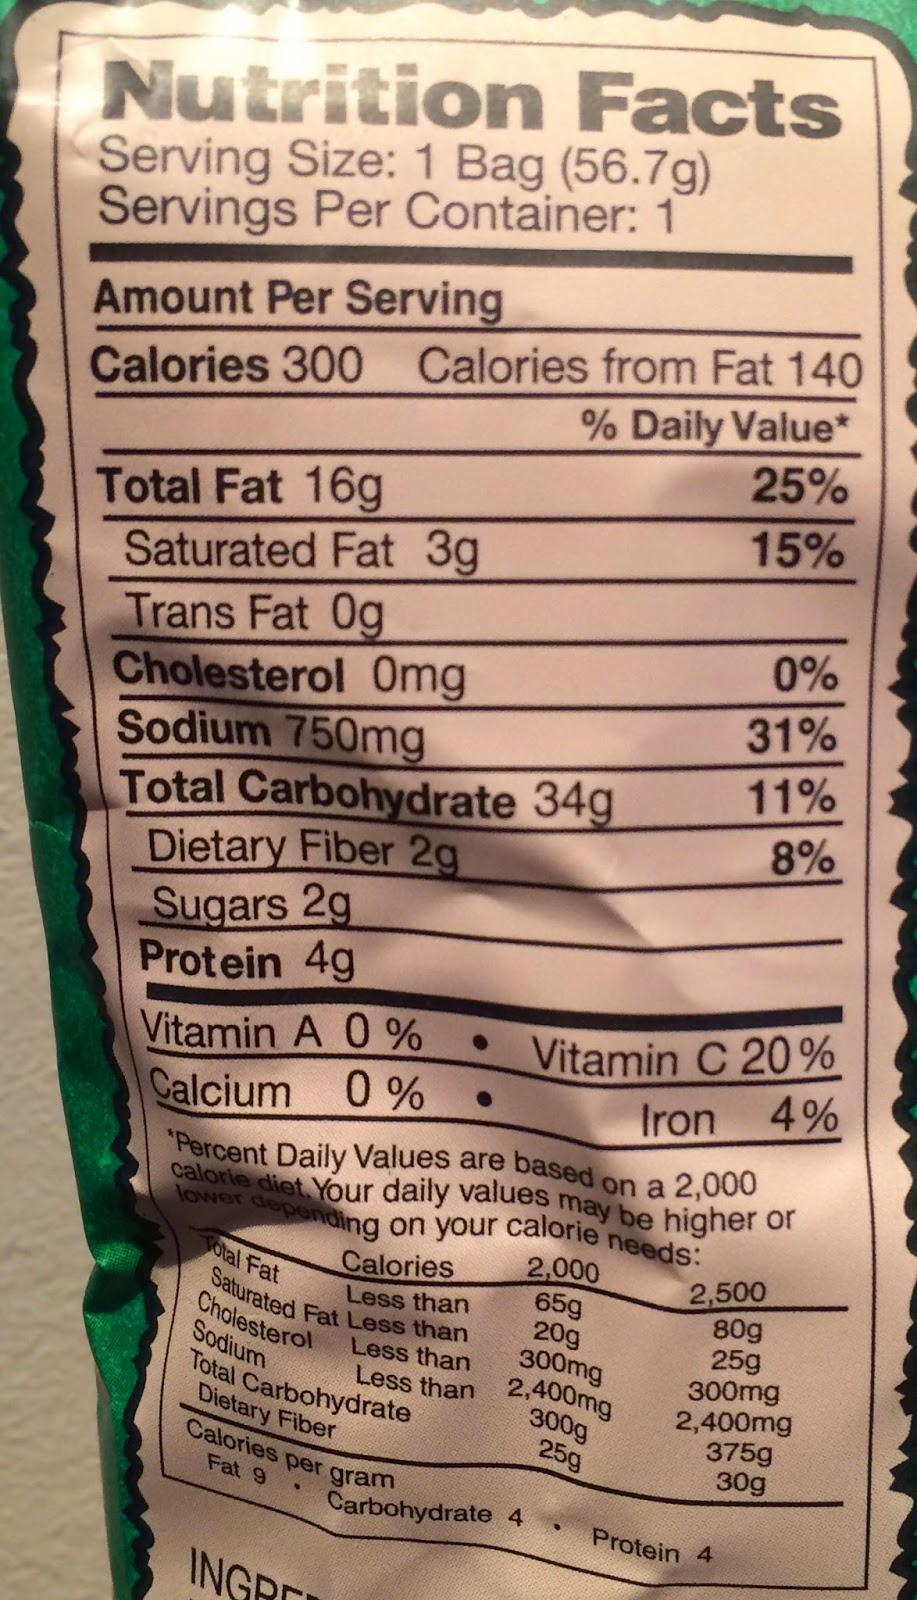 Nutrition Facts
Serving Size: 1 Bag (56.7g)
Servings Per Container: 1
Amount Per Serving
Calories 300 Calories from Fat 140
% Daily Value*
Total Fat 16g 25%
Saturated Fat 3g 15%
Trans Fat 0g
Cholesterol 0mg 0%
Sodium 750mg 31%
Total Carbohydrate 34g 11%
Dietary Fiber 2g 8%
Sugars 2g
Protein 4g
Vitamin A 0 % • Vitamin C 20%
Calcium 0 % • Iron 4%
*Percent Daily Values are based on a 2,000
calorie diet. Your daily values may be higher or
lower depending on your calorie needs:
Calories 2,000 2,500
Total Fat Less than 65g 80g
Saturated Fat Less than 20g 25g
Cholesterol Less than 300mg 300mg
Sodium Less than 2,400mg 2,400mg
Total Carbohydrate 300g 375g
Dietary Fiber 25g 30g
Calories per gram
Fat 9 • Carbohydrate 4 • Protein 4